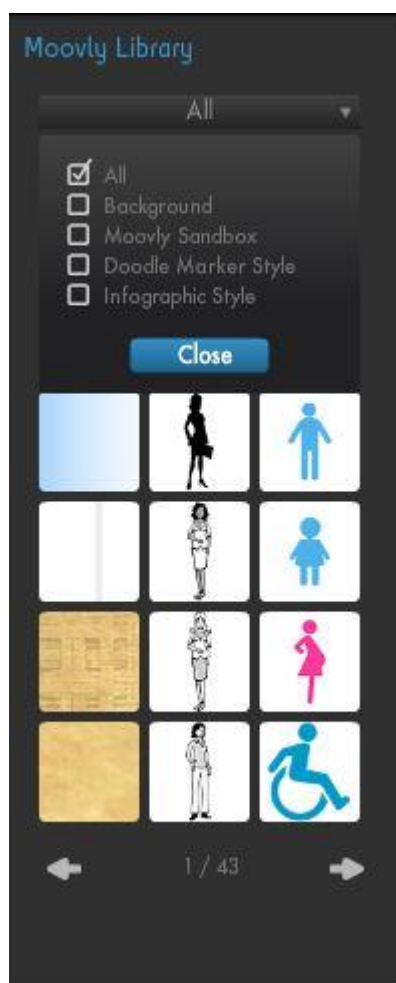 Moovly Library
All
All
Background
Moovly Sandbox
Doodle Marker Style
Infographic Style
Close
1 / 43